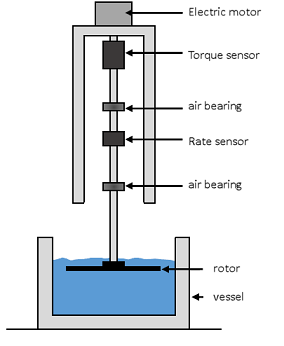 Electric motor
Torque sensor
air bearing
Rate sensor
air bearing
rotor
vessel